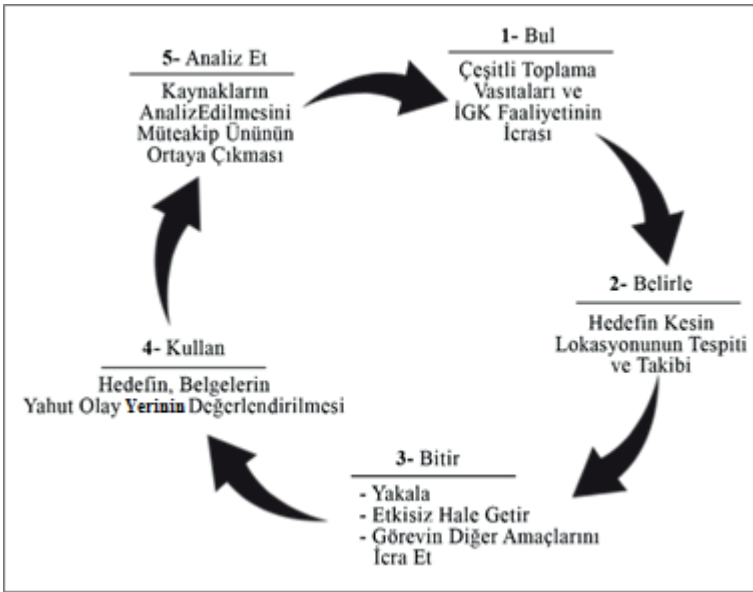 1- Bul
Çeşitli Toplama
Vasıtaları ve
İGK Faaliyetinin
İcrası
2- Belirle
Hedefin Kesin
Lokasyonunun Tespiti
ve Takibi
3- Bitir
- Yakala
- Etkisiz Hale Getir
- Görevin Diğer Amaçlarını
İcra Et
4- Kullan
Hedefin, Belgelerin
Yahut Olay Yerinin Değerlendirilmesi
5- Analiz Et
Kaynakların
AnalizEdilmesini
Müteakip Ününün
Ortaya Çıkması